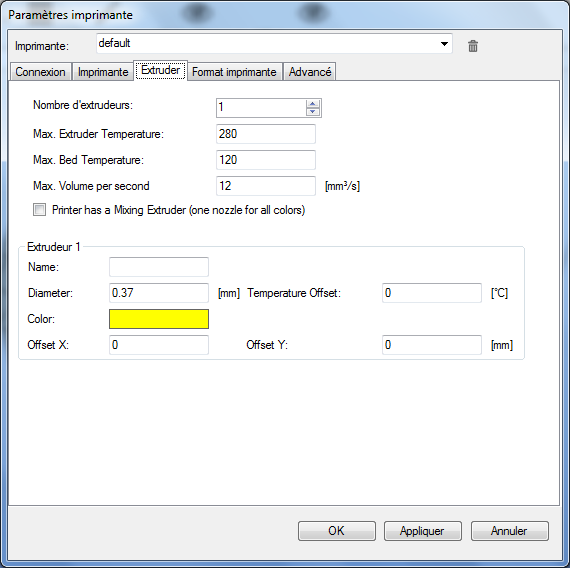 Paramètres imprimante
Imprimante: default
Connexion Imprimante Extruder Format imprimante Avancé
Nombre d'extrudeurs: 1
Max. Extruder Temperature: 280
Max. Bed Temperature: 120
Max. Volume per second 12 [mm³/s]
Printer has a Mixing Extruder (one nozzle for all colors)
Extrudeur 1
Name:
Diameter: 0.37 [mm] Temperature Offset: 0 [°C]
Color:
Offset X: 0 Offset Y: 0 [mm]
OK Appliquer Annuler